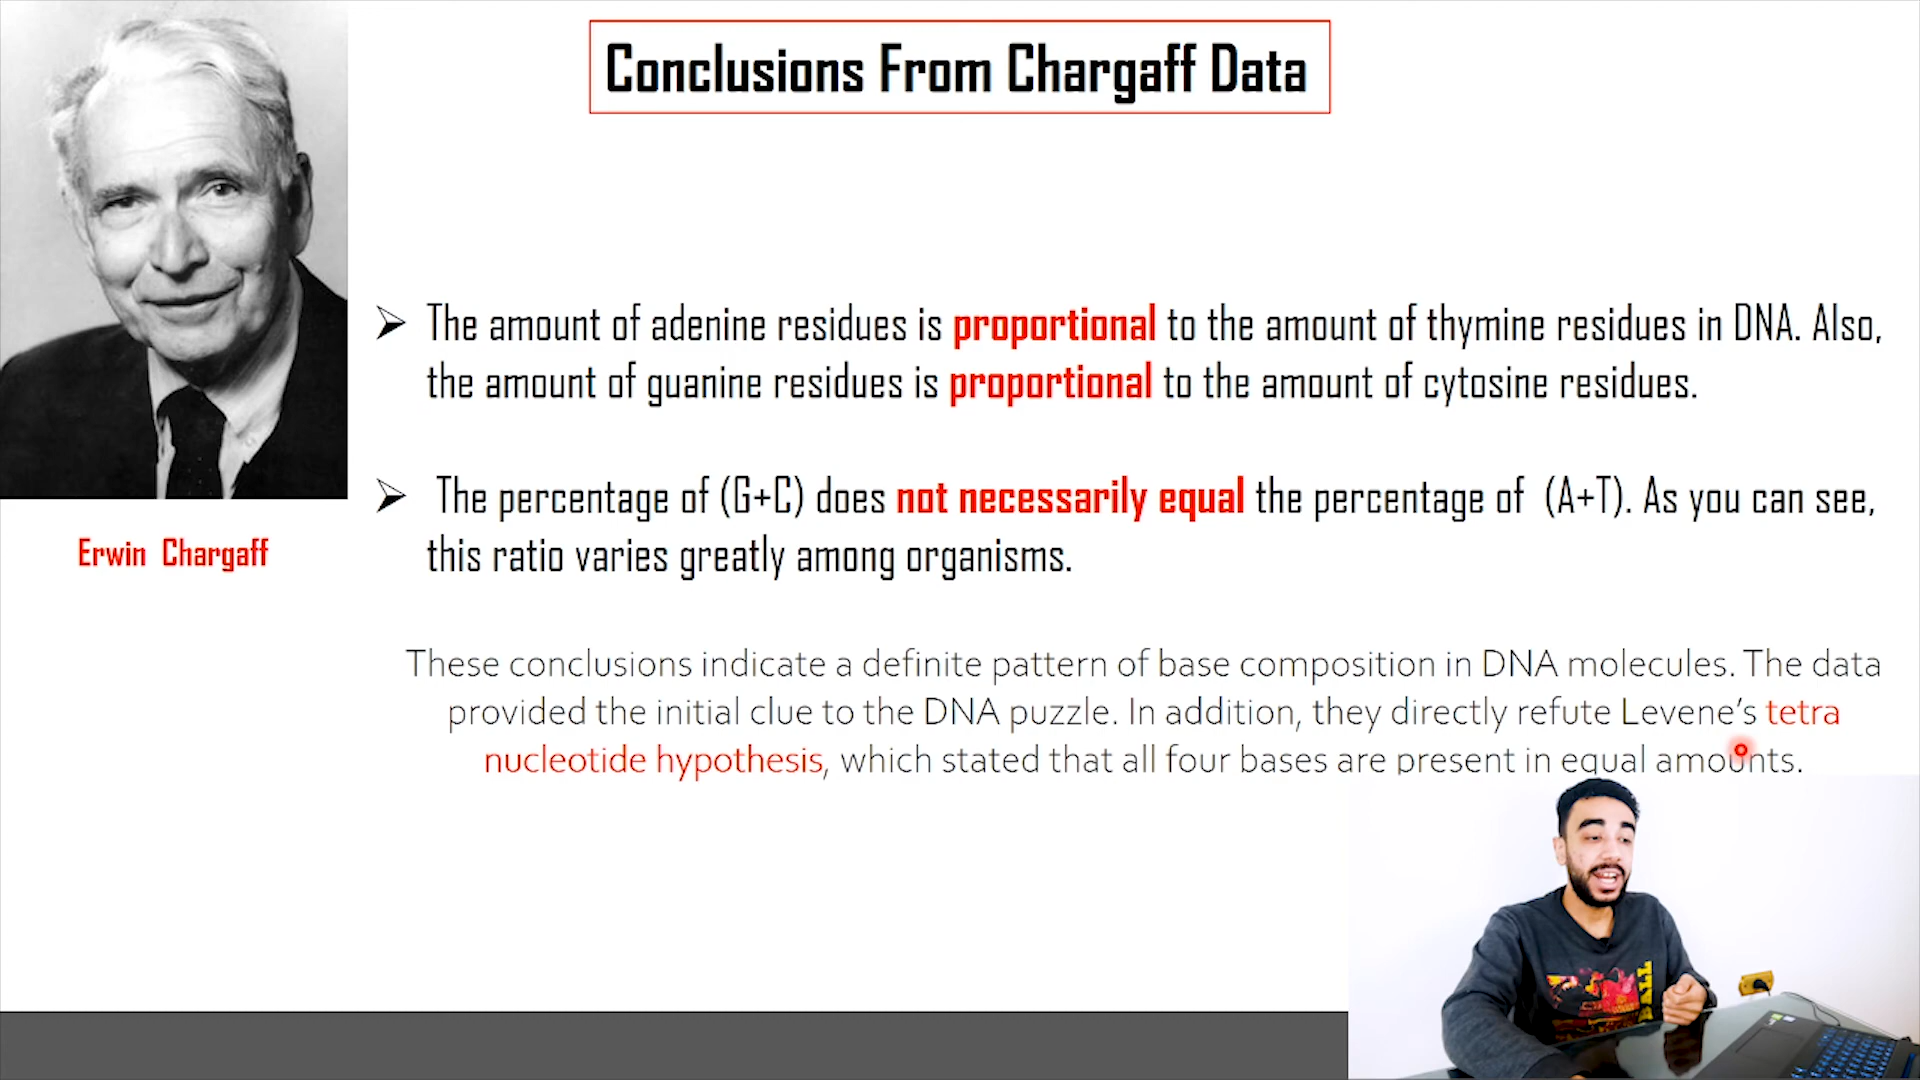 Conclusions From Chargaff Data
The amount of adenine residues is proportional to the amount of thymine residues in DNA. Also,
the amount of guanine residues is proportional to the amount of cytosine residues.
The percentage of (G+C) does not necessarily equal the percentage of (A+T). As you can see,
this ratio varies greatly among organisms.
Erwin Chargaff
These conclusions indicate a definite pattern of base composition in DNA molecules. The data
provided the initial clue to the DNA puzzle. In addition, they directly refute Levene's tetra
nucleotide hypothesis, which stated that all four bases are present in equal amounts.